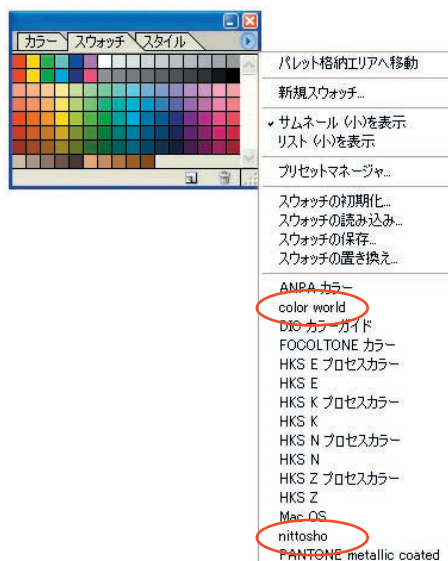 カラー スウォッチ スタイル
パレット格納エリアへ移動
新規スウォッチ...
サムネール (小)を表示
リスト (小)を表示
プリセットマネージャ...
スウォッチの初期化...
スウォッチの読み込み...
スウォッチの保存...
スウォッチの置き換え...
ANPA カラー
color world
DIC カラーガイド
FOCOLTONE カラー
HKS E プロセスカラー
HKS E
HKS K プロセスカラー
HKS K
HKS N プロセスカラー
HKS N
HKS Z プロセスカラー
HKS Z
Mac OS
nittosho
PANTONE metallic coated